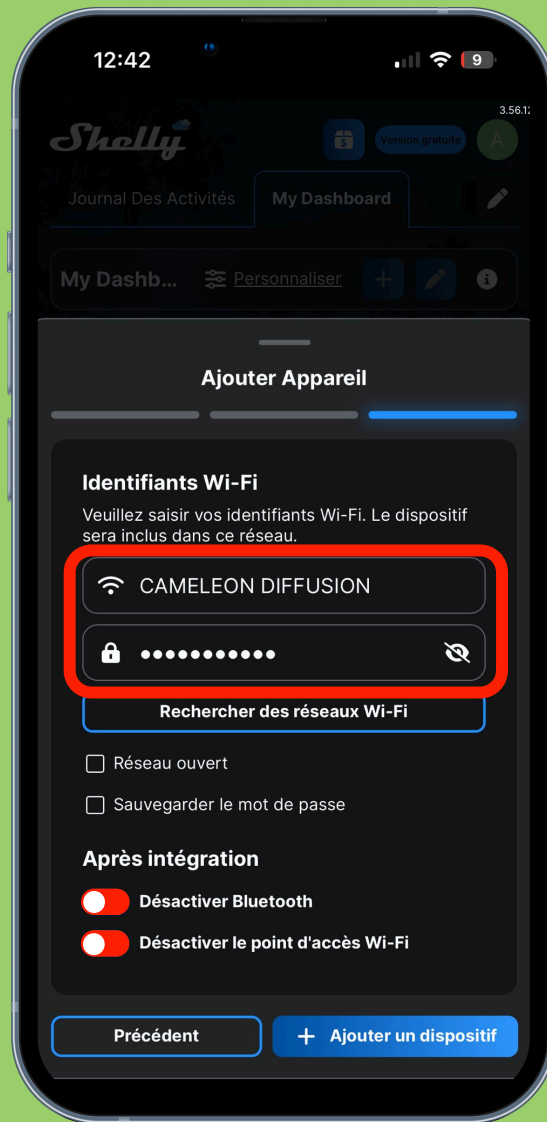 12:42
9
3.56.12
Shelly
Version gratuite
A
Journal Des Activités
My Dashboard
My Dashb...
Personnaliser
Ajouter Appareil
Identifiants Wi-Fi
Veuillez saisir vos identifiants Wi-Fi. Le dispositif
sera inclus dans ce réseau.
CAMELEON DIFFUSION
●●●●●●●●●●●
Rechercher des réseaux Wi-Fi
Réseau ouvert
Sauvegarder le mot de passe
Après intégration
Désactiver Bluetooth
Désactiver le point d'accès Wi-Fi
Précédent
+ Ajouter un dispositif